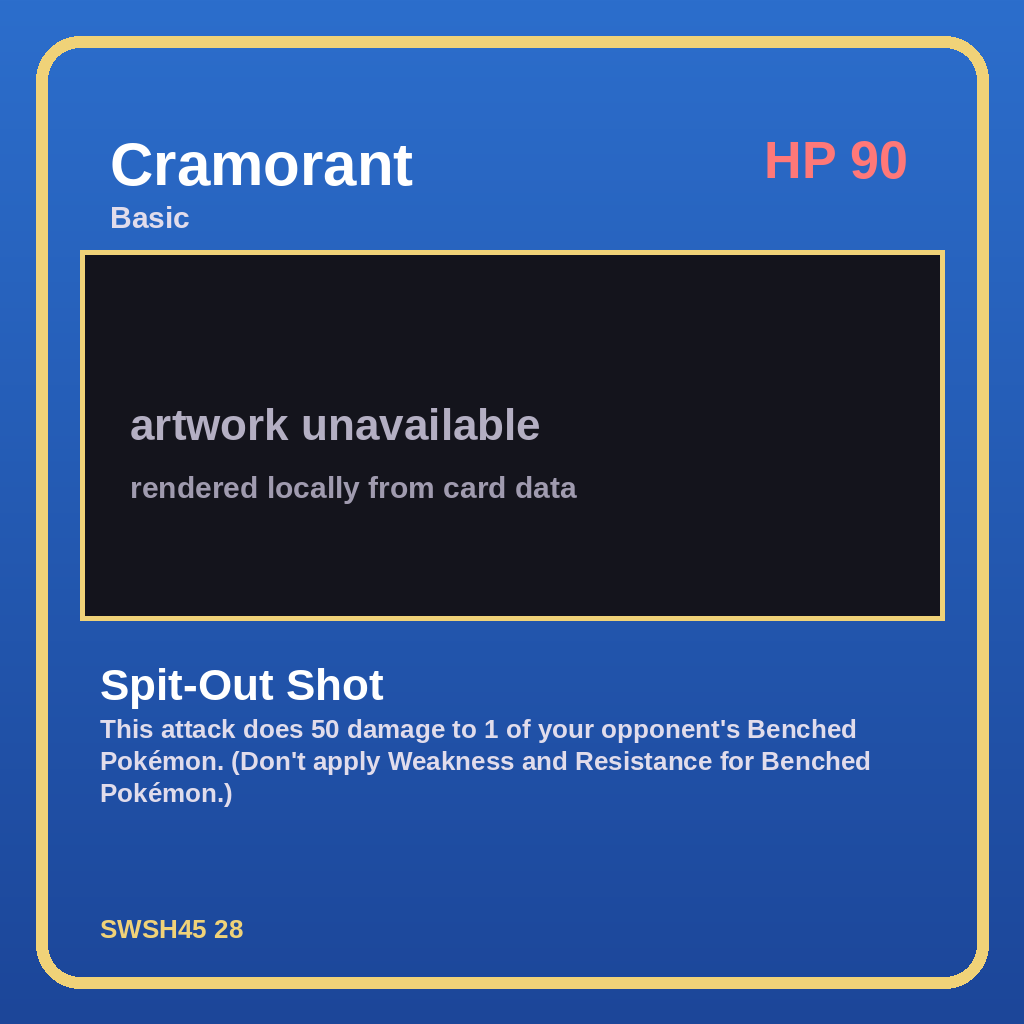 Cramorant
HP 90
Basic
artwork unavailable
rendered locally from card data
Spit-Out Shot
This attack does 50 damage to 1 of your opponent's Benched
Pokémon. (Don't apply Weakness and Resistance for Benched
Pokémon.)
SWSH45 28